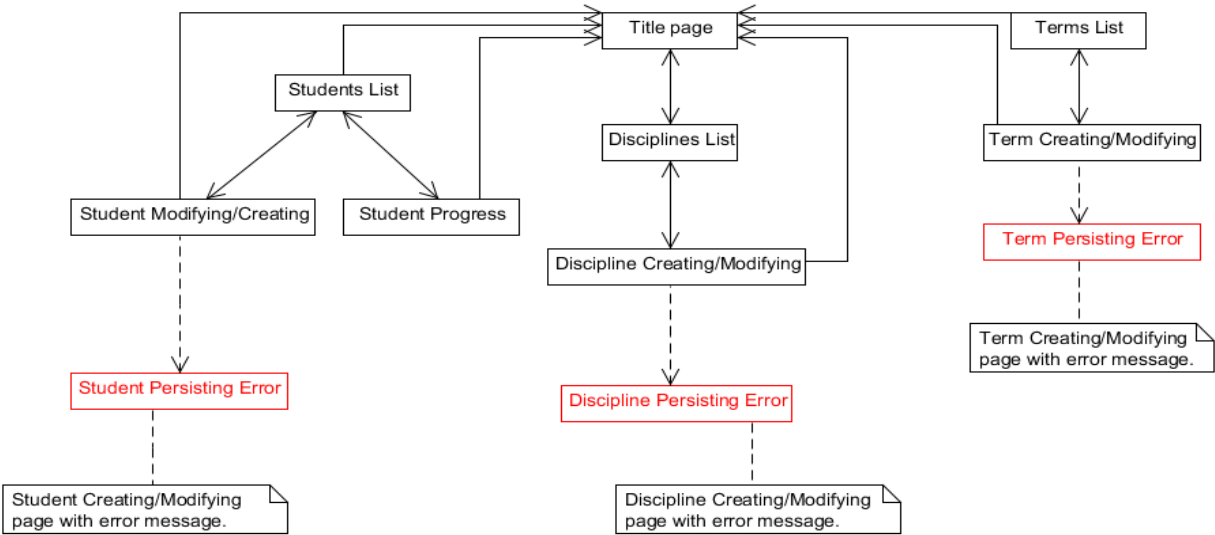 Title page
Terms List
Students List
Disciplines List
Term Creating/Modifying
Student Modifying/Creating
Student Progress
Term Persisting Error
Discipline Creating/Modifying
Term Creating/Modifying
page with error message.
Student Persisting Error
Discipline Persisting Error
Student Creating/Modifying
page with error message.
Discipline Creating/Modifying
page with error message.